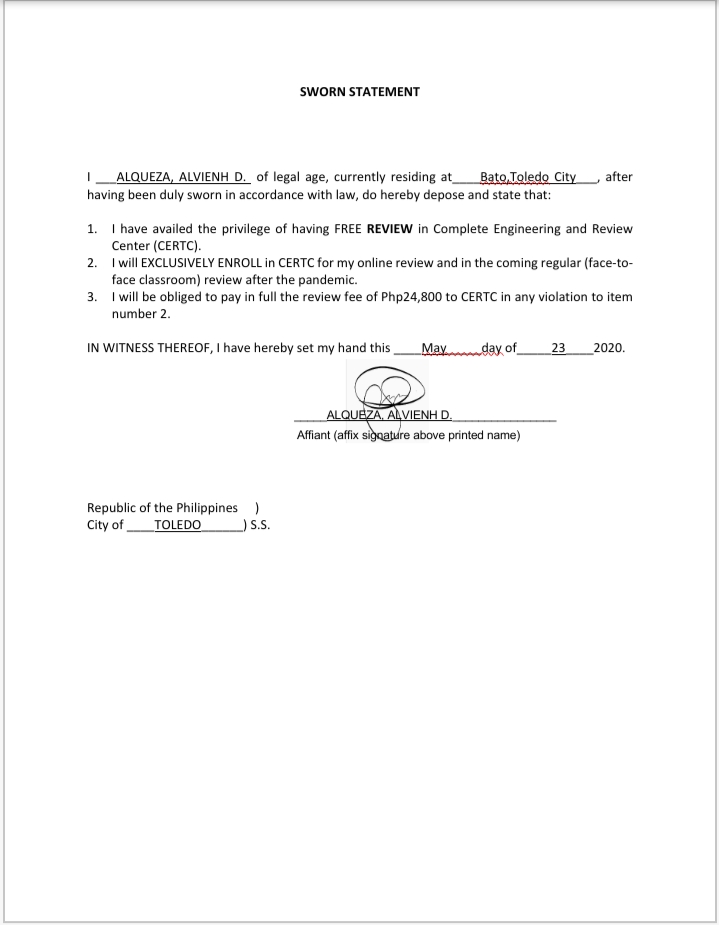 SWORN STATEMENT
I ___ALQUEZA, ALVIENH D._ of legal age, currently residing at____Bato,Toledo City___, after
having been duly sworn in accordance with law, do hereby depose and state that:
1. I have availed the privilege of having FREE REVIEW in Complete Engineering and Review
Center (CERTC).
2. I will EXCLUSIVELY ENROLL in CERTC for my online review and in the coming regular (face-to-
face classroom) review after the pandemic.
3. I will be obliged to pay in full the review fee of Php24,800 to CERTC in any violation to item
number 2.
IN WITNESS THEREOF, I have hereby set my hand this ____May_____day of_____23____2020.
_____ALQUEZA, ALVIENH D.________________
Affiant (affix signature above printed name)
Republic of the Philippines )
City of ____TOLEDO______) S.S.